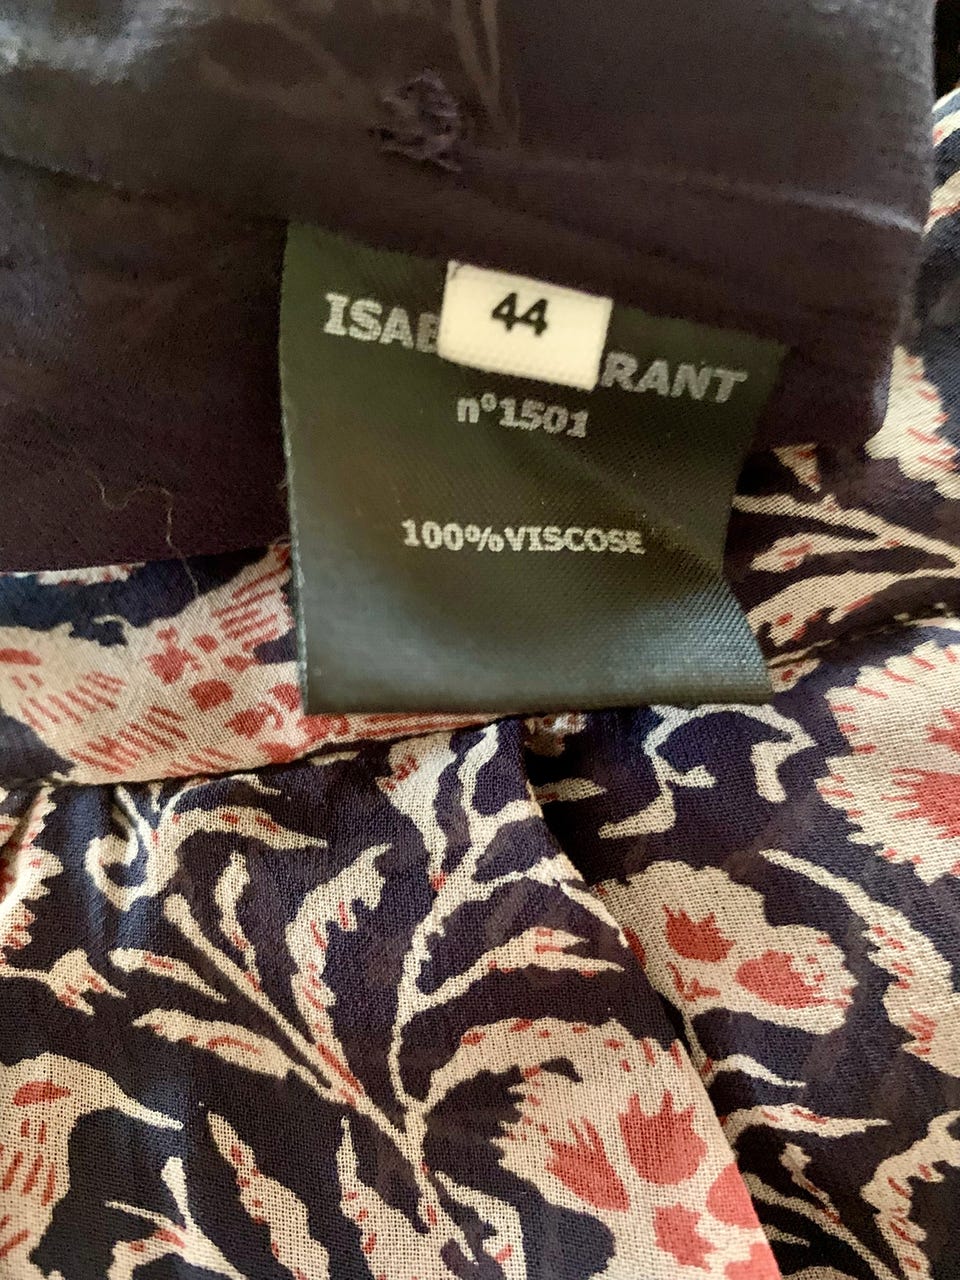 ISAB RANT
44
n°1501
100%VISCOSE